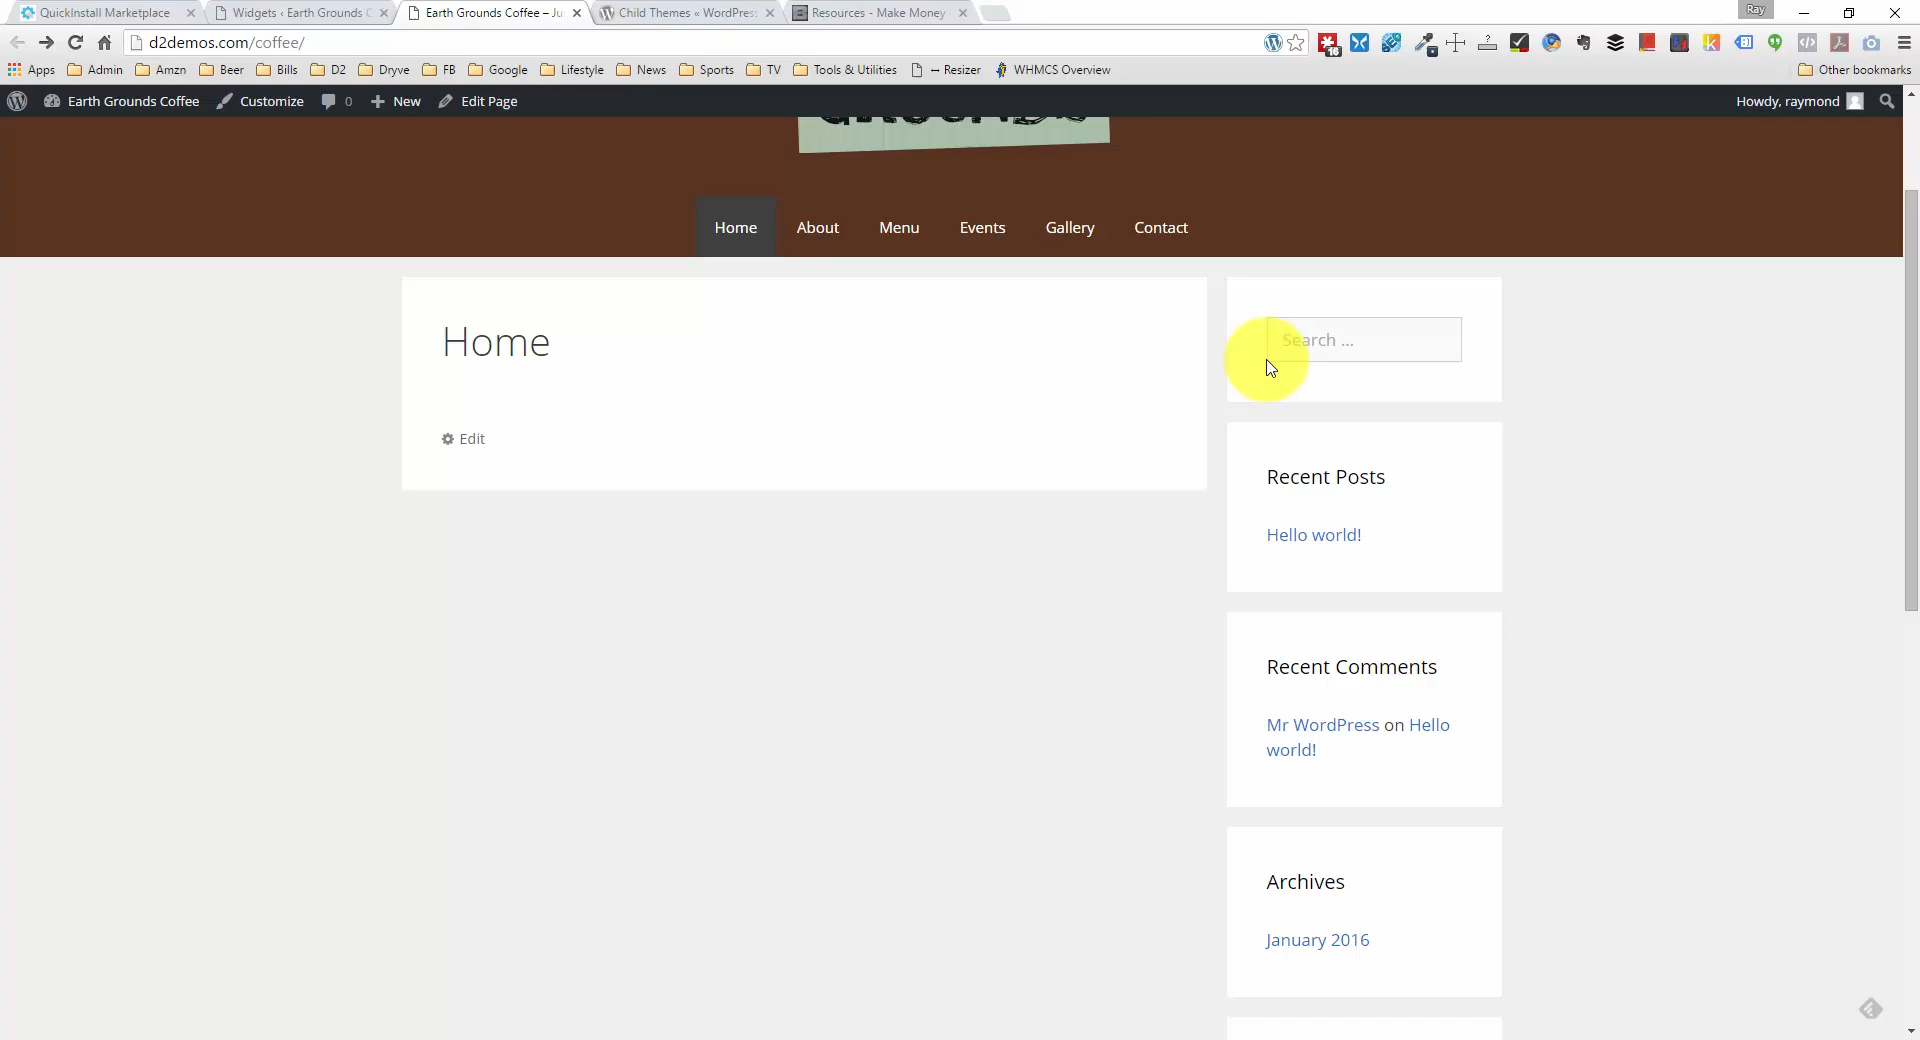 QuickInstall Marketplace
Widgets ‹ Earth Grounds C
Earth Grounds Coffee – Ju
Child Themes « WordPress
Resources - Make Money
Ray
d2demos.com/coffee/
16
Apps
Admin
Amzn
Beer
Bills
D2
Dryve
FB
Google
Lifestyle
News
Sports
TV
Tools & Utilities
↔ Resizer
WHMCS Overview
Other bookmarks
Earth Grounds Coffee
Customize
0
New
Edit Page
Howdy, raymond
GROUNDS
Home
About
Menu
Events
Gallery
Contact
Home
Edit
Search ...
Recent Posts
Hello world!
Recent Comments
Mr WordPress on Hello
world!
Archives
January 2016